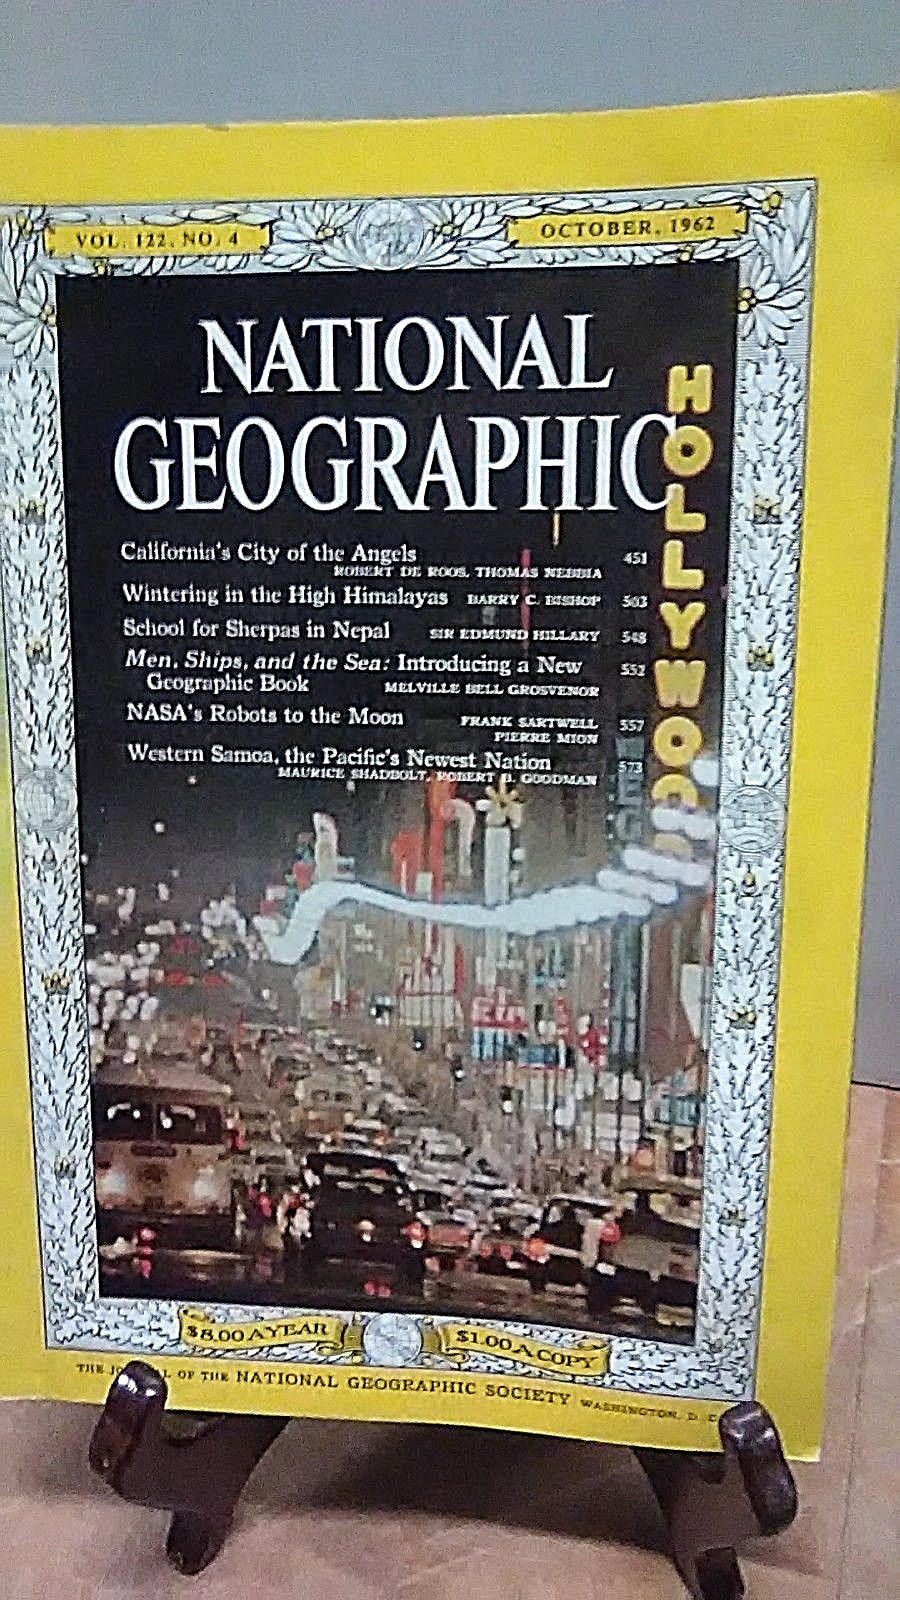 VOL. 122, NO. 4
OCTOBER, 1962
NATIONAL
GEOGRAPHIC
HOLLYWOOD
California's City of the Angels 451
ROBERT DE ROOS, THOMAS NEBBIA
Wintering in the High Himalayas BARRY C. BISHOP 503
School for Sherpas in Nepal SIR EDMUND HILLARY 548
Men, Ships, and the Sea: Introducing a New 552
Geographic Book MELVILLE BELL GROSVENOR
NASA's Robots to the Moon FRANK SARTWELL 557
PIERRE MION
Western Samoa, the Pacific's Newest Nation 573
MAURICE SHADBOLT, ROBERT B. GOODMAN
$8.00 A YEAR
$1.00 A COPY
THE JOURNAL OF THE NATIONAL GEOGRAPHIC SOCIETY WASHINGTON, D. C.